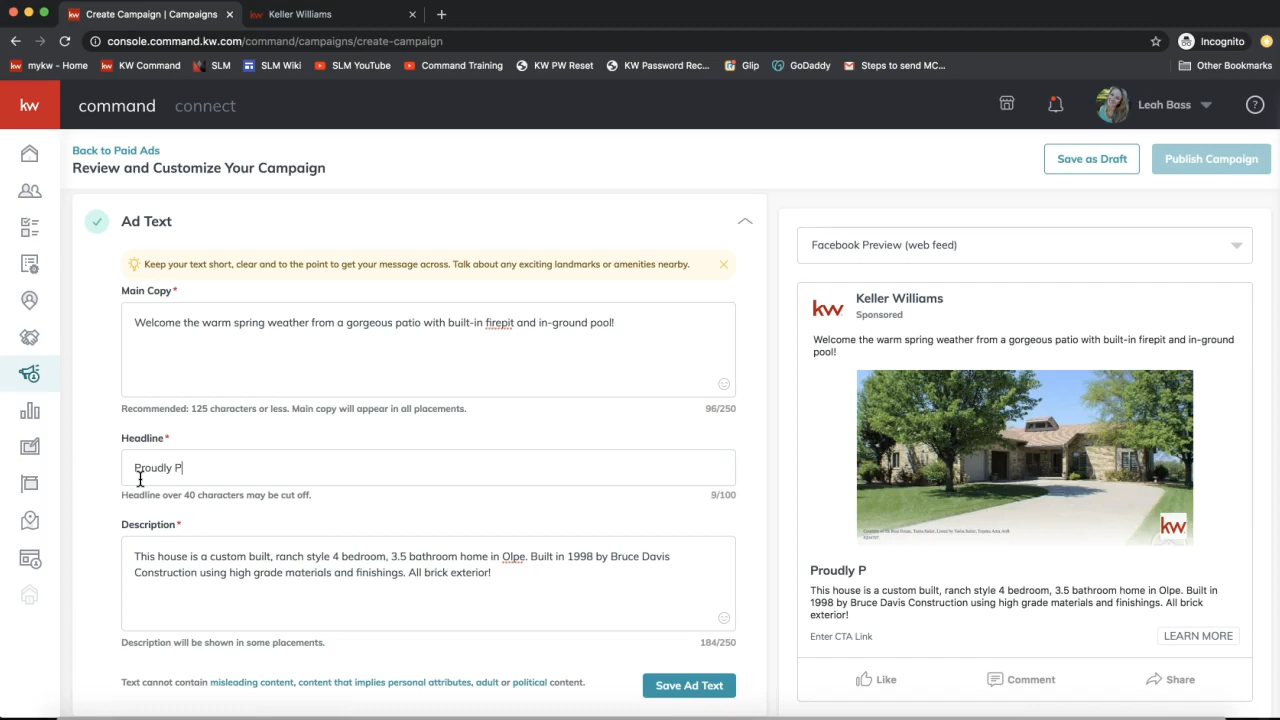 Create Campaign | Campaigns
Keller Williams
console.command.kw.com/command/campaigns/create-campaign
Incognito
mykw - Home
KW Command
SLM
SLM Wiki
SLM YouTube
Command Training
KW PW Reset
KW Password Rec...
Glip
GoDaddy
Steps to send MC...
Other Bookmarks
kw
command
connect
Leah Bass
Back to Paid Ads
Review and Customize Your Campaign
Save as Draft
Publish Campaign
Ad Text
Keep your text short, clear and to the point to get your message across. Talk about any exciting landmarks or amenities nearby.
Main Copy*
Welcome the warm spring weather from a gorgeous patio with built-in firepit and in-ground pool!
Recommended: 125 characters or less. Main copy will appear in all placements.
96/250
Headline*
Proudly P
Headline over 40 characters may be cut off.
9/100
Description*
This house is a custom built, ranch style 4 bedroom, 3.5 bathroom home in Olpe. Built in 1998 by Bruce Davis
Construction using high grade materials and finishings. All brick exterior!
Description will be shown in some placements.
184/250
Text cannot contain misleading content, content that implies personal attributes, adult or political content.
Save Ad Text
Facebook Preview (web feed)
kw
Keller Williams
Sponsored
Welcome the warm spring weather from a gorgeous patio with built-in firepit and in-ground
pool!
kw
Proudly P
This house is a custom built, ranch style 4 bedroom, 3.5 bathroom home in Olpe. Built in
1998 by Bruce Davis Construction using high grade materials and finishings. All brick
exterior!
Enter CTA Link
LEARN MORE
Like
Comment
Share